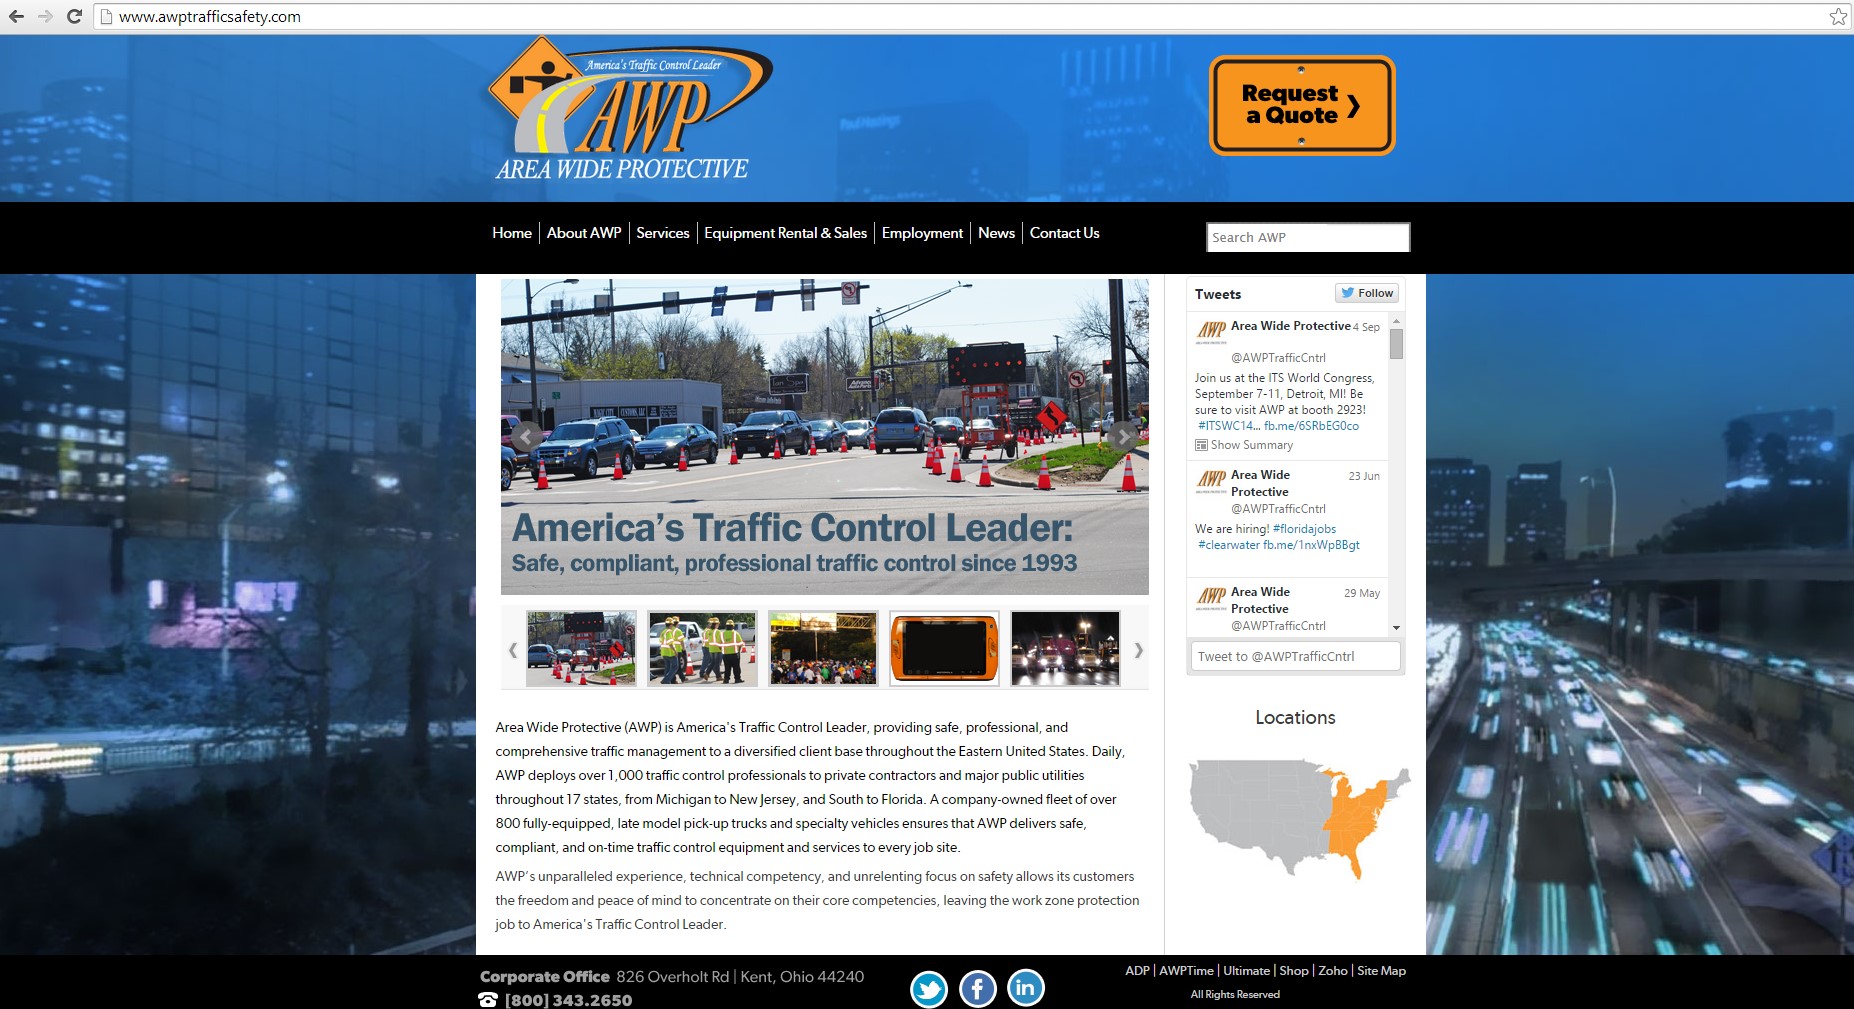 www.awptrafficsafety.com
America's Traffic Control Leader
AWP
AREA WIDE PROTECTIVE
Request
a Quote
Paul Hastings
Home
About AWP
Services
Equipment Rental & Sales
Employment
News
Contact Us
Search AWP
MAGIC CITY CUSTOMS, LLC
America's Traffic Control Leader:
Safe, compliant, professional traffic control since 1993
Area Wide Protective (AWP) is America's Traffic Control Leader, providing safe, professional, and
comprehensive traffic management to a diversified client base throughout the Eastern United States. Daily,
AWP deploys over 1,000 traffic control professionals to private contractors and major public utilities
throughout 17 states, from Michigan to New Jersey, and South to Florida. A company-owned fleet of over
800 fully-equipped, late model pick-up trucks and specialty vehicles ensures that AWP delivers safe,
compliant, and on-time traffic control equipment and services to every job site.
AWP's unparalleled experience, technical competency, and unrelenting focus on safety allows its customers
the freedom and peace of mind to concentrate on their core competencies, leaving the work zone protection
job to America's Traffic Control Leader.
Tweets
Follow
AWP
Area Wide Protective 4 Sep
@AWPTrafficCntrl
Join us at the ITS World Congress,
September 7-11, Detroit, MI! Be
sure to visit AWP at booth 2923!
#ITSWC14... fb.me/6SRbEG0co
Show Summary
AWP
Area Wide 23 Jun
Protective
@AWPTrafficCntrl
We are hiring! #floridajobs
#clearwater fb.me/1nxWpBBgt
AWP
Area Wide 29 May
Protective
@AWPTrafficCntrl
Tweet to @AWPTrafficCntrl
Locations
Corporate Office 826 Overholt Rd | Kent, Ohio 44240
[800] 343.2650
in
ADP | AWPTime | Ultimate | Shop | Zoho | Site Map
All Rights Reserved